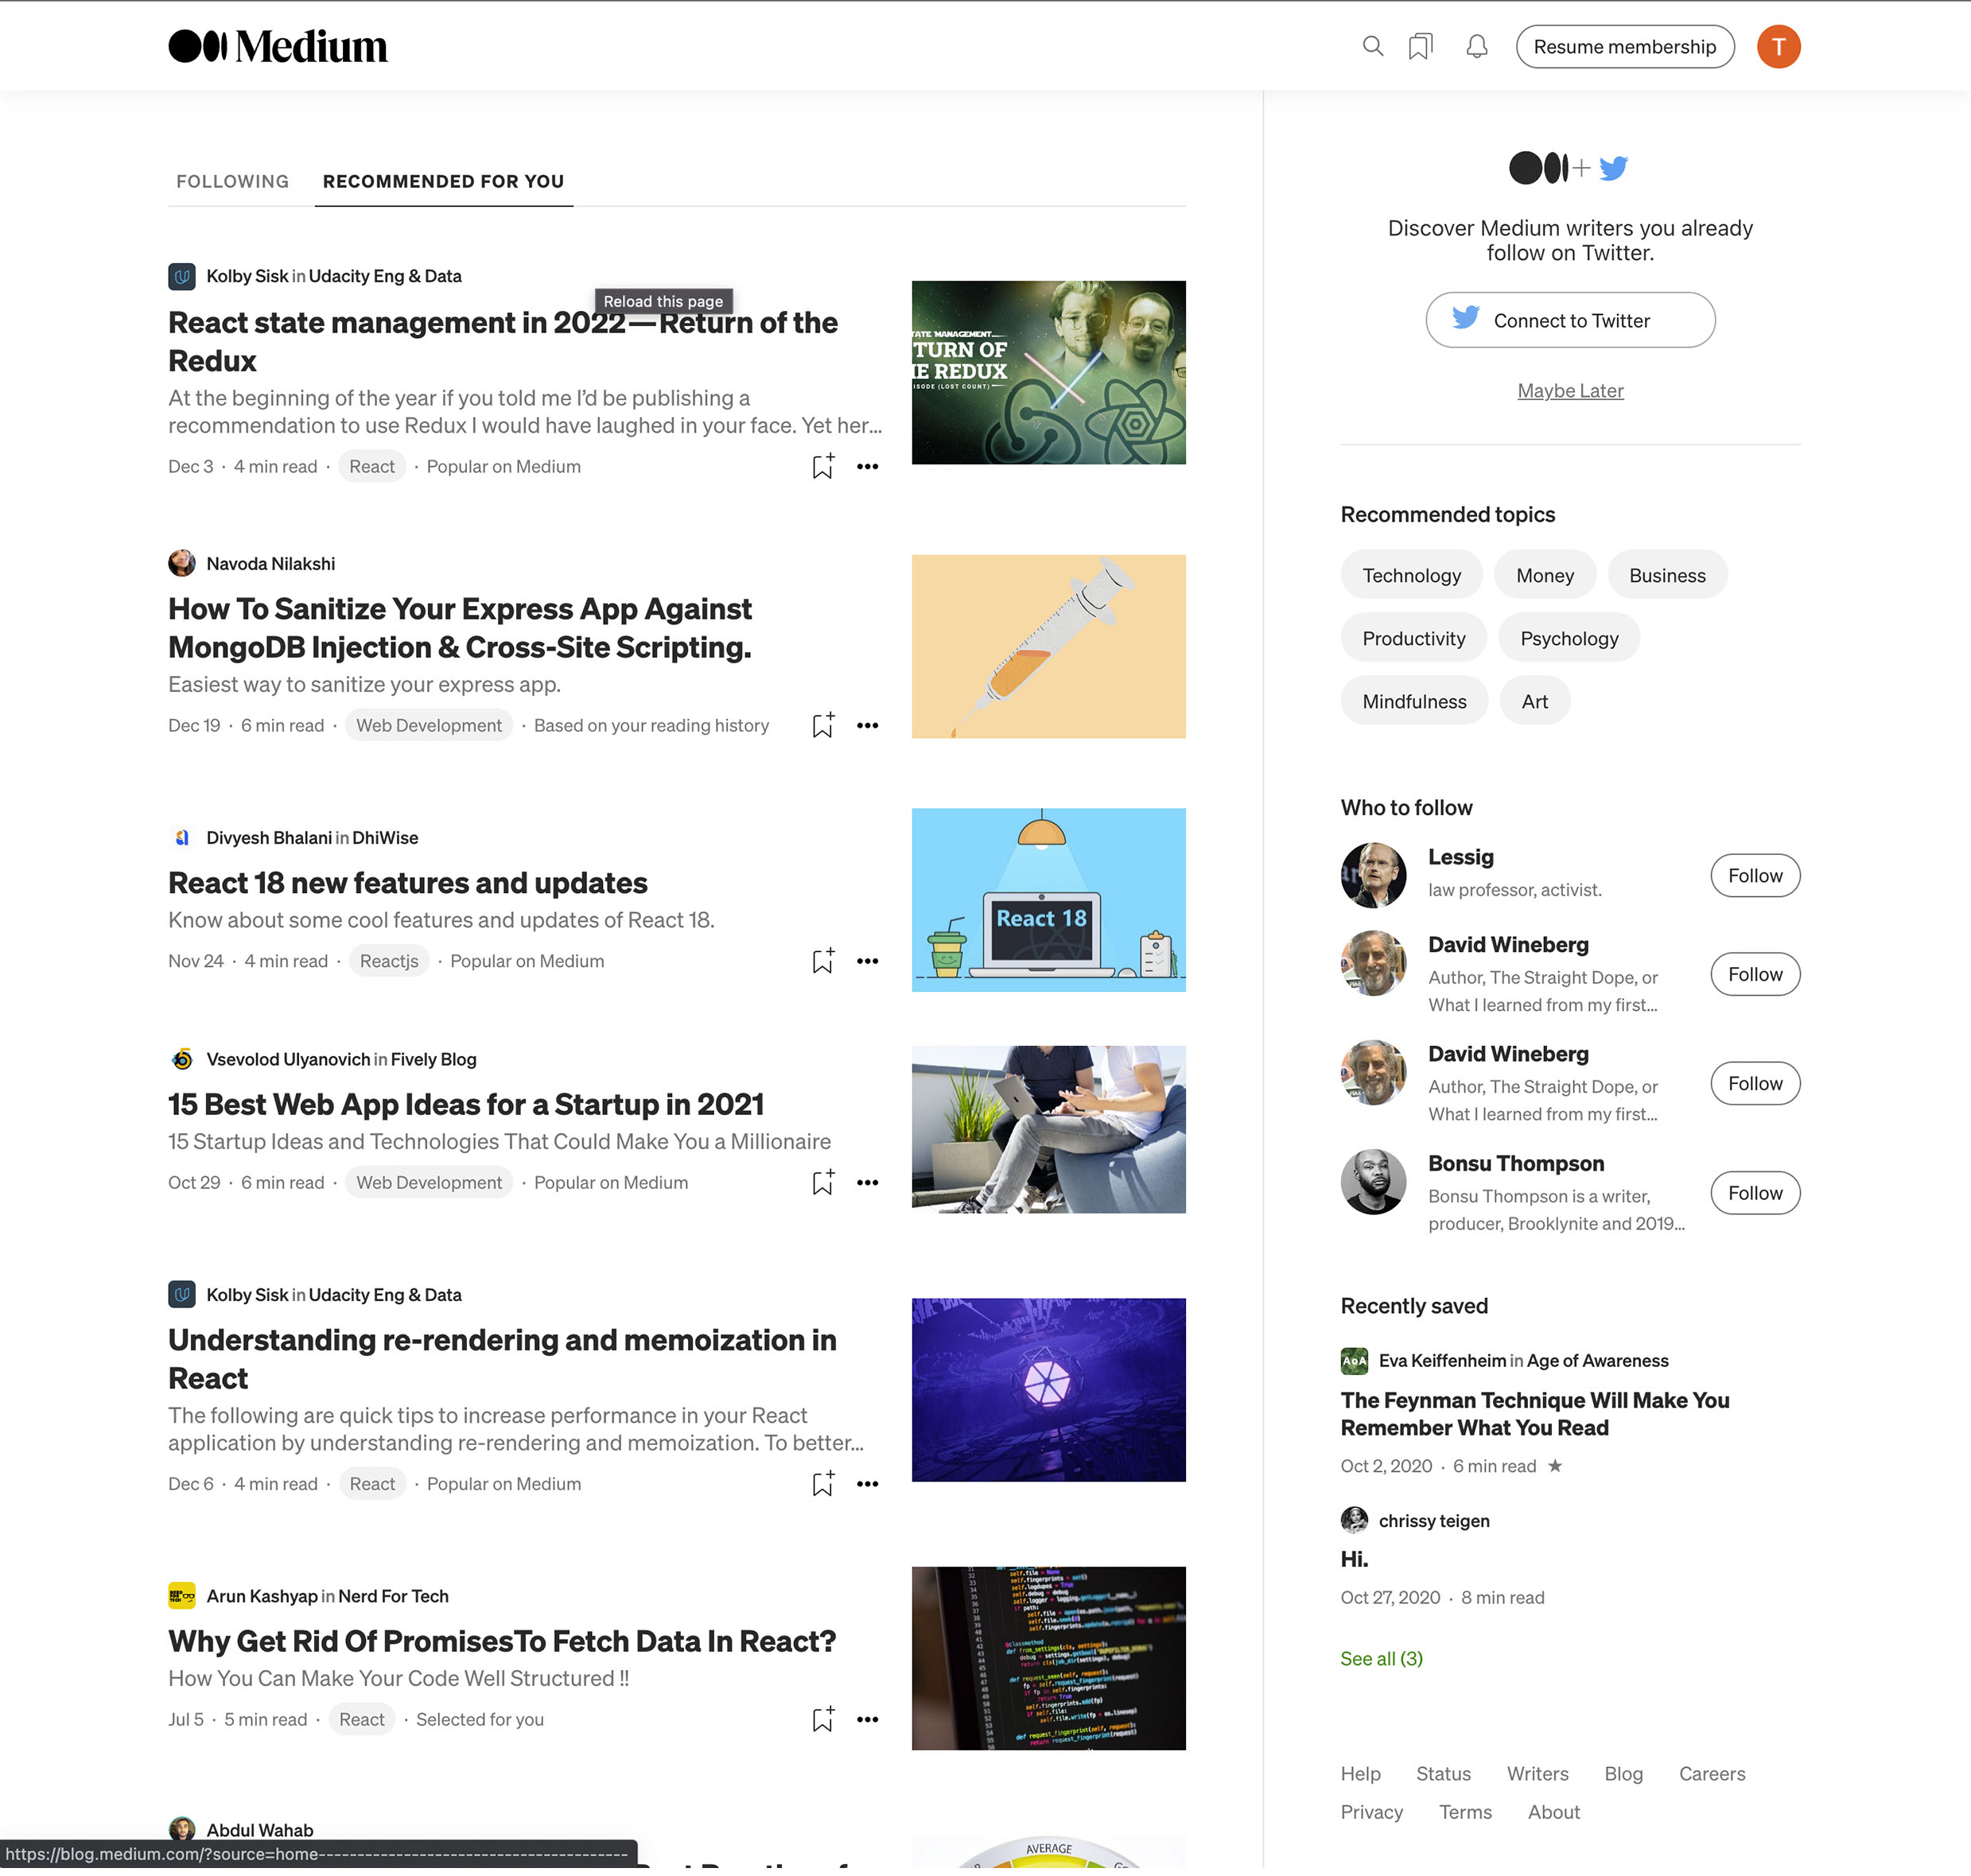 Medium
Resume membership
T
FOLLOWING
RECOMMENDED FOR YOU
Kolby Sisk in Udacity Eng & Data
Reload this page
React state management in 2022—Return of the
Redux
At the beginning of the year if you told me I'd be publishing a
recommendation to use Redux I would have laughed in your face. Yet her...
Dec 3 · 4 min read · React · Popular on Medium
TATE MANAGEMENT
TURN OF
IE REDUX
ISODE (LOST COUNT)
Navoda Nilakshi
How To Sanitize Your Express App Against
MongoDB Injection & Cross-Site Scripting.
Easiest way to sanitize your express app.
Dec 19 · 6 min read · Web Development · Based on your reading history
Divyesh Bhalani in DhiWise
React 18 new features and updates
Know about some cool features and updates of React 18.
Nov 24 · 4 min read · Reactjs · Popular on Medium
React 18
Vsevolod Ulyanovich in Fively Blog
15 Best Web App Ideas for a Startup in 2021
15 Startup Ideas and Technologies That Could Make You a Millionaire
Oct 29 · 6 min read · Web Development · Popular on Medium
Kolby Sisk in Udacity Eng & Data
Understanding re-rendering and memoization in
React
The following are quick tips to increase performance in your React
application by understanding re-rendering and memoization. To better...
Dec 6 · 4 min read · React · Popular on Medium
Arun Kashyap in Nerd For Tech
Why Get Rid Of PromisesTo Fetch Data In React?
How You Can Make Your Code Well Structured !!
Jul 5 · 5 min read · React · Selected for you
Abdul Wahab
AVERAGE
https://blog.medium.com/?source=home---------------------------------------
Discover Medium writers you already
follow on Twitter.
Connect to Twitter
Maybe Later
Recommended topics
Technology
Money
Business
Productivity
Psychology
Mindfulness
Art
Who to follow
Lessig
law professor, activist.
Follow
David Wineberg
Author, The Straight Dope, or
What I learned from my first...
Follow
David Wineberg
Author, The Straight Dope, or
What I learned from my first...
Follow
Bonsu Thompson
Bonsu Thompson is a writer,
producer, Brooklynite and 2019...
Follow
Recently saved
AoA
Eva Keiffenheim in Age of Awareness
The Feynman Technique Will Make You
Remember What You Read
Oct 2, 2020 · 6 min read
chrissy teigen
Hi.
Oct 27, 2020 · 8 min read
See all (3)
Help
Status
Writers
Blog
Careers
Privacy
Terms
About